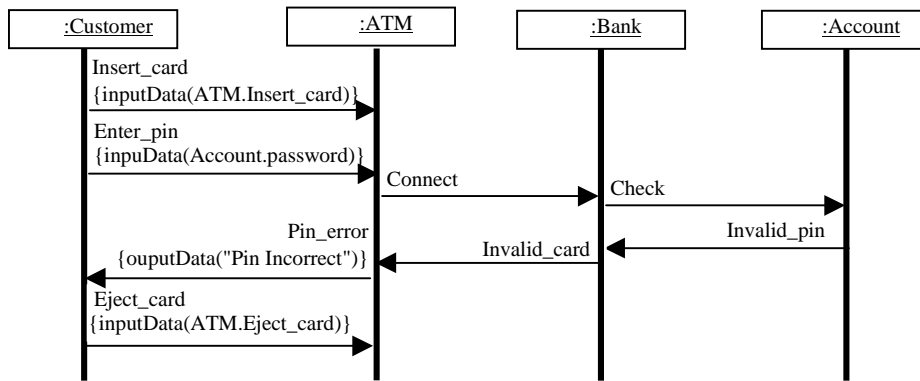 :Customer
:ATM
:Bank
:Account
Insert_card
{inputData(ATM.Insert_card)}
Enter_pin
{inpuData(Account.password)}
Connect
Check
Invalid_pin
Invalid_card
Pin_error
{ouputData("Pin Incorrect")}
Eject_card
{inputData(ATM.Eject_card)}